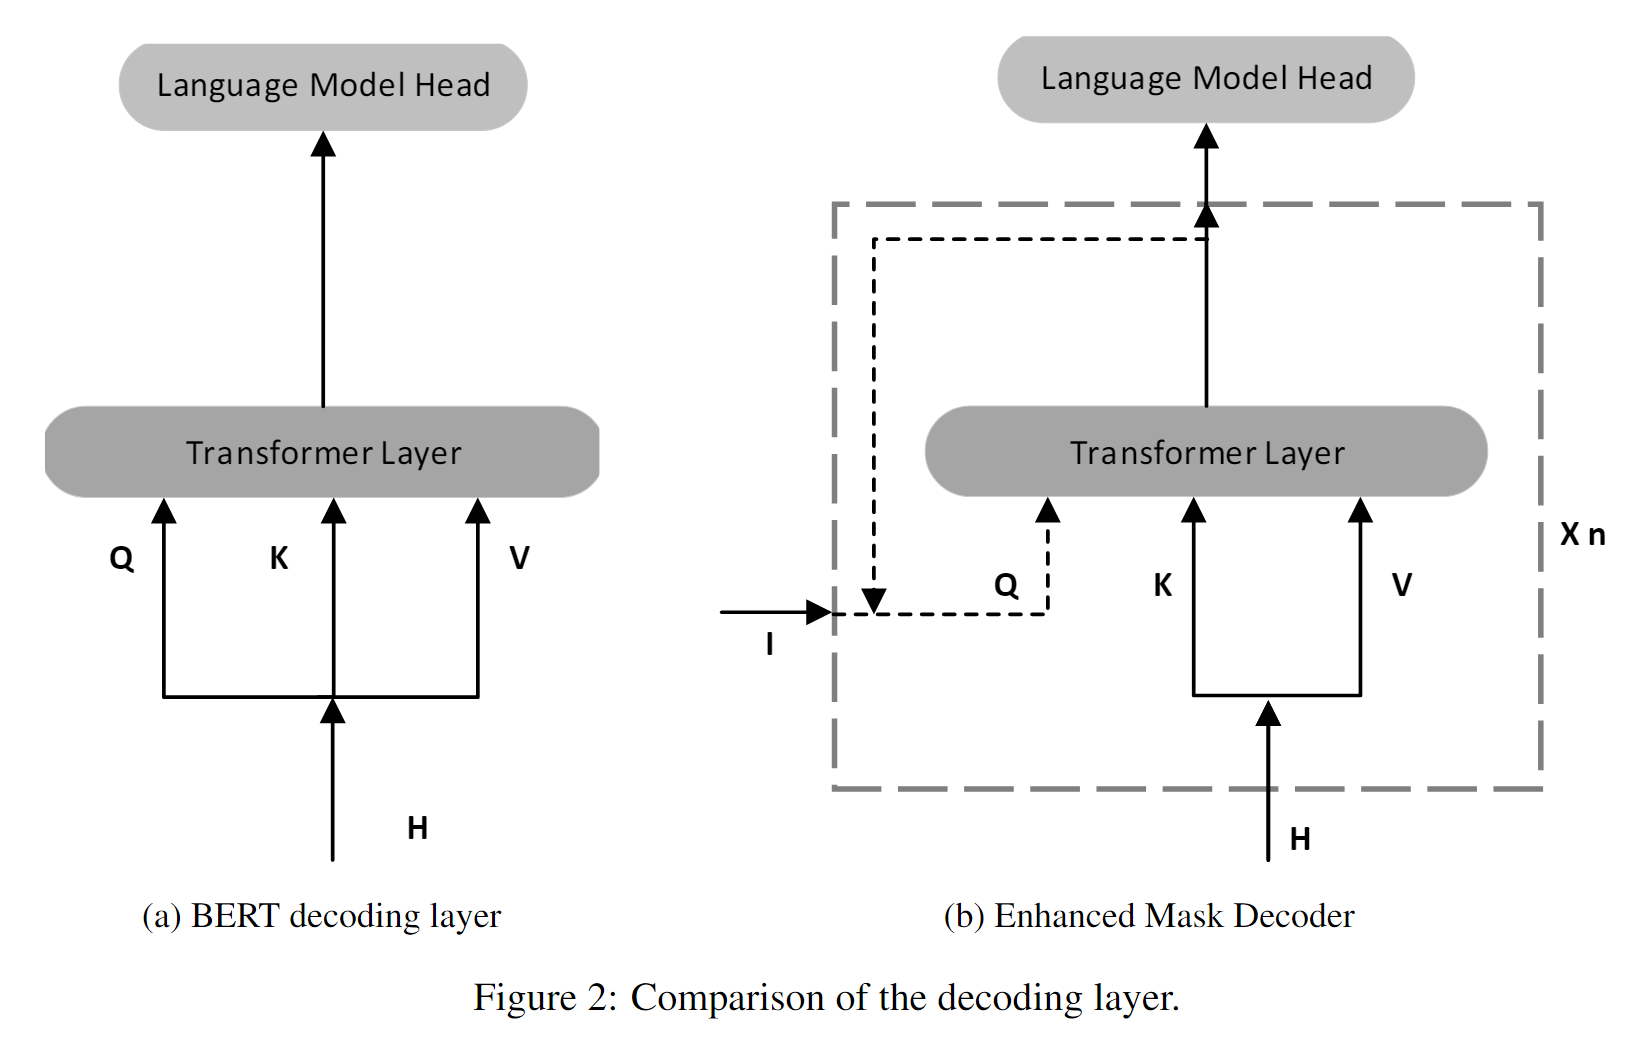 Language Model Head
Transformer Layer
Q
K
V
H
(a) BERT decoding layer
Language Model Head
Transformer Layer
Q
K
V
X n
I
H
(b) Enhanced Mask Decoder
Figure 2: Comparison of the decoding layer.